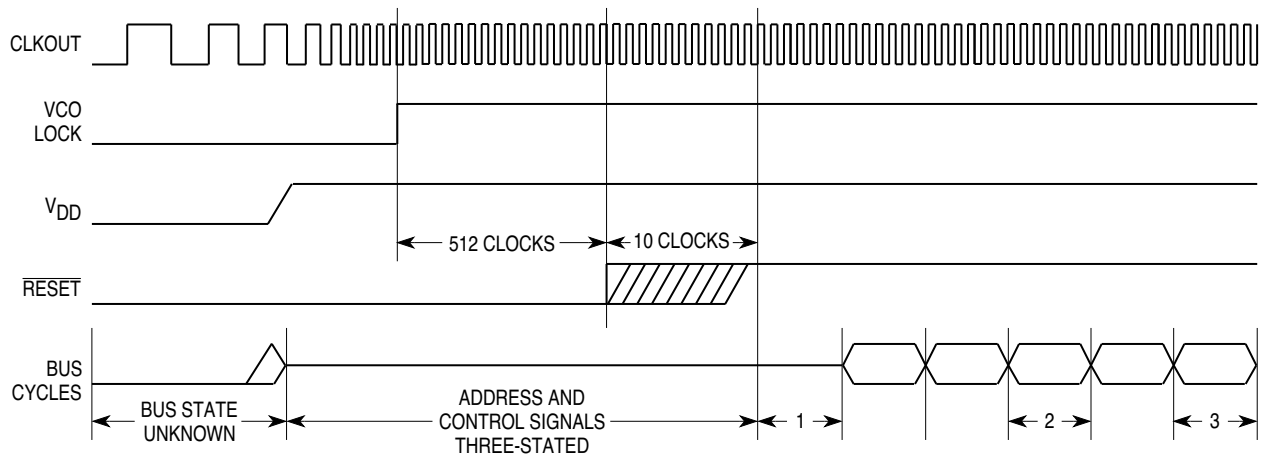 CLKOUT
VCO
LOCK
VDD
512 CLOCKS
10 CLOCKS
RESET
BUS
CYCLES
BUS STATE
UNKNOWN
ADDRESS AND
CONTROL SIGNALS
THREE-STATED
1
2
3